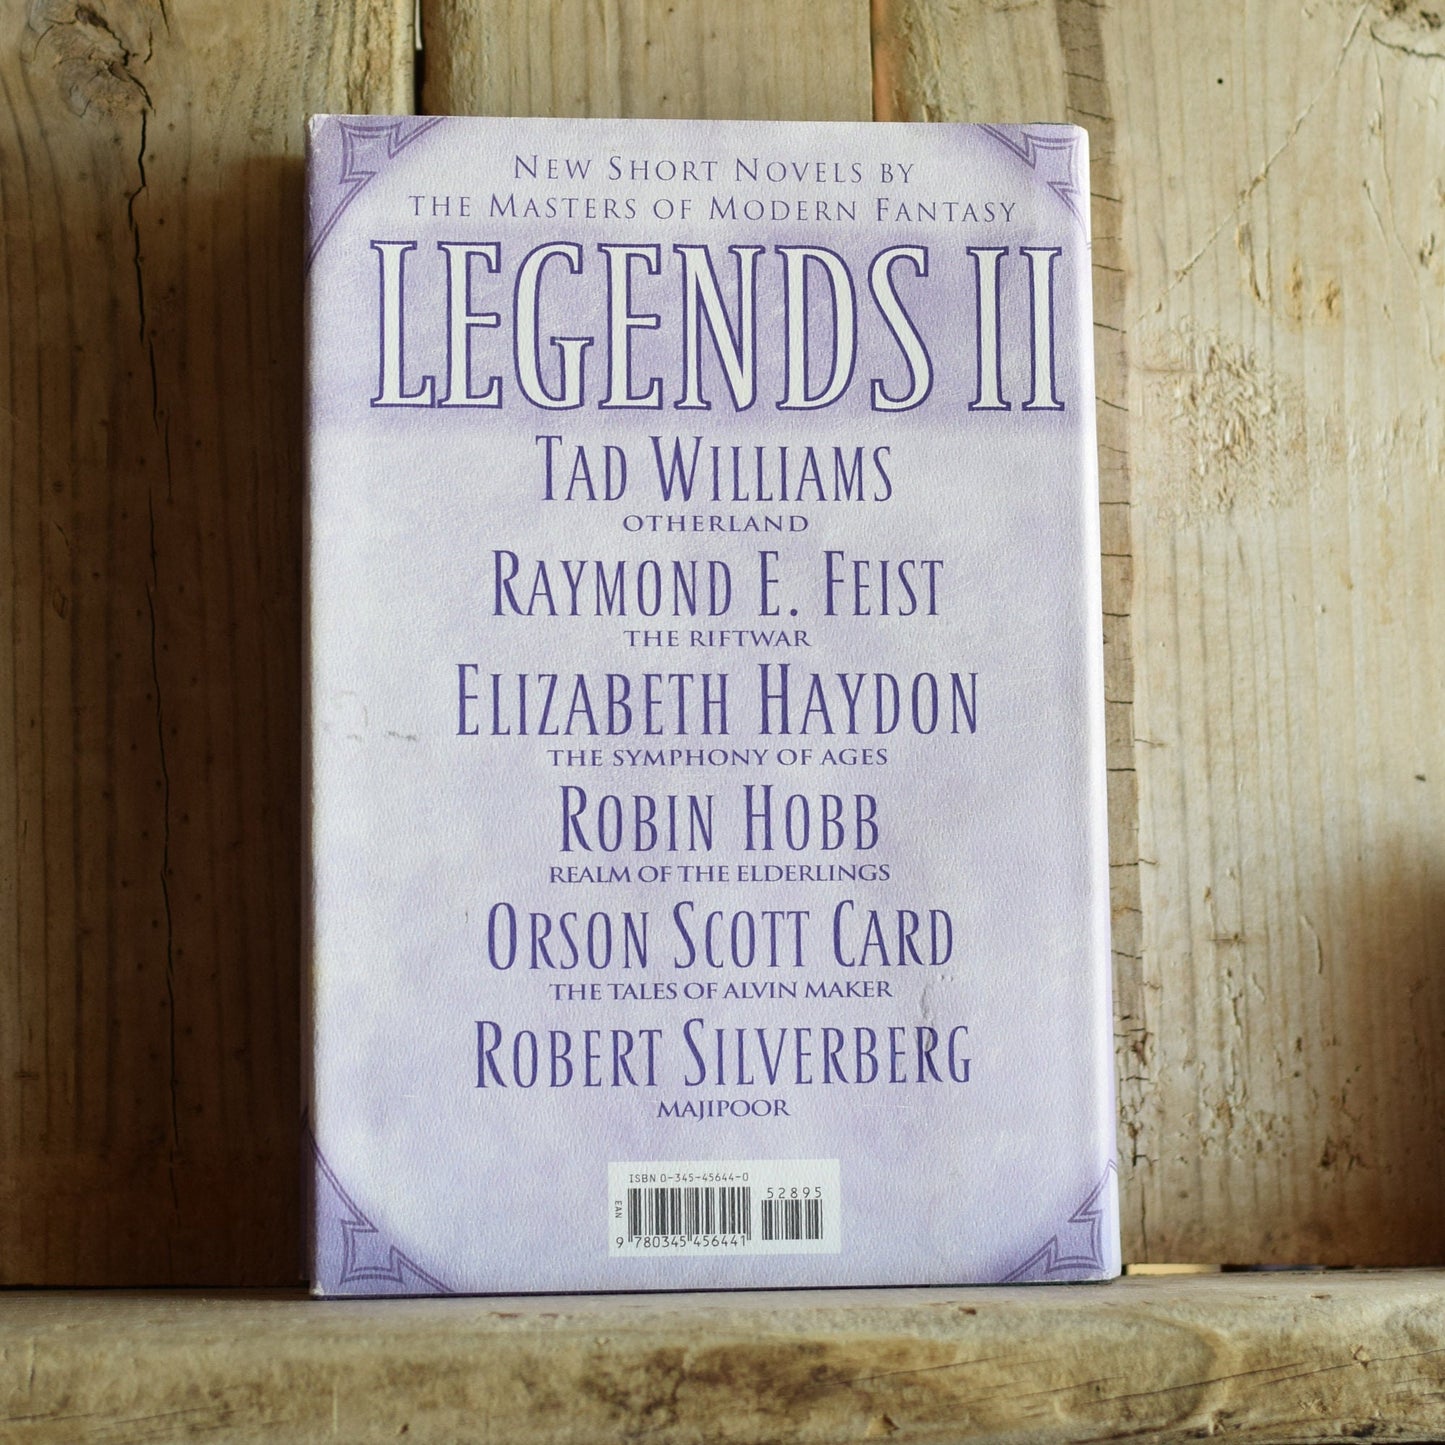 NEW SHORT NOVELS BY
THE MASTERS OF MODERN FANTASY
LEGENDS II
TAD WILLIAMS
OTHERLAND
RAYMOND E. FEIST
THE RIFTWAR
ELIZABETH HAYDON
THE SYMPHONY OF AGES
ROBIN HOBB
REALM OF THE ELDERLINGS
ORSON SCOTT CARD
THE TALES OF ALVIN MAKER
ROBERT SILVERBERG
MAJIPOOR
ISBN 0-345-45644-0
52895
EAN
9 780345 456441